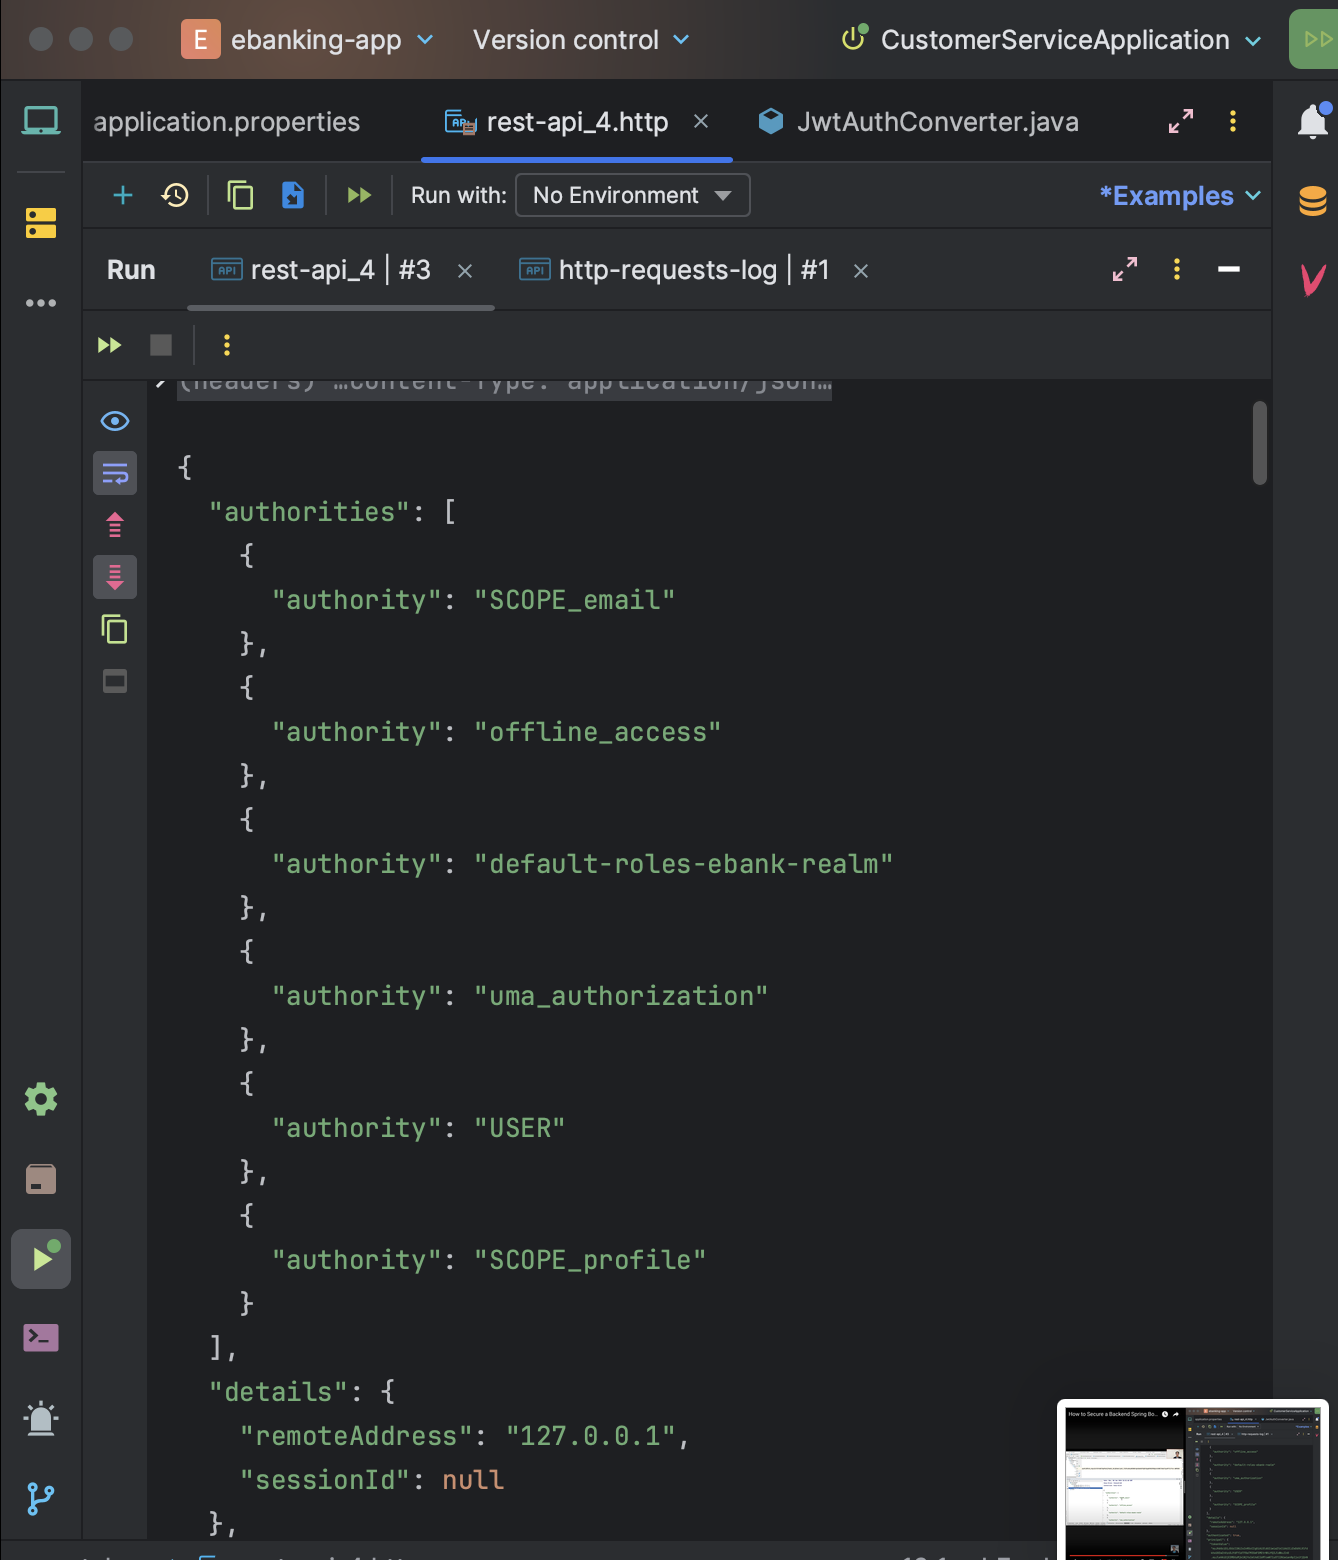 E ebanking-app Version control CustomerServiceApplication
application.properties rest-api_4.http JwtAuthConverter.java
Run with: No Environment *Examples
Run rest-api_4 | #3 http-requests-log | #1
(headers) …content-type: application/json…
{
"authorities": [
{
"authority": "SCOPE_email"
},
{
"authority": "offline_access"
},
{
"authority": "default-roles-ebank-realm"
},
{
"authority": "uma_authorization"
},
{
"authority": "USER"
},
{
"authority": "SCOPE_profile"
}
],
"details": {
"remoteAddress": "127.0.0.1",
"sessionId": null
},
How to Secure a Backend Spring Bo...